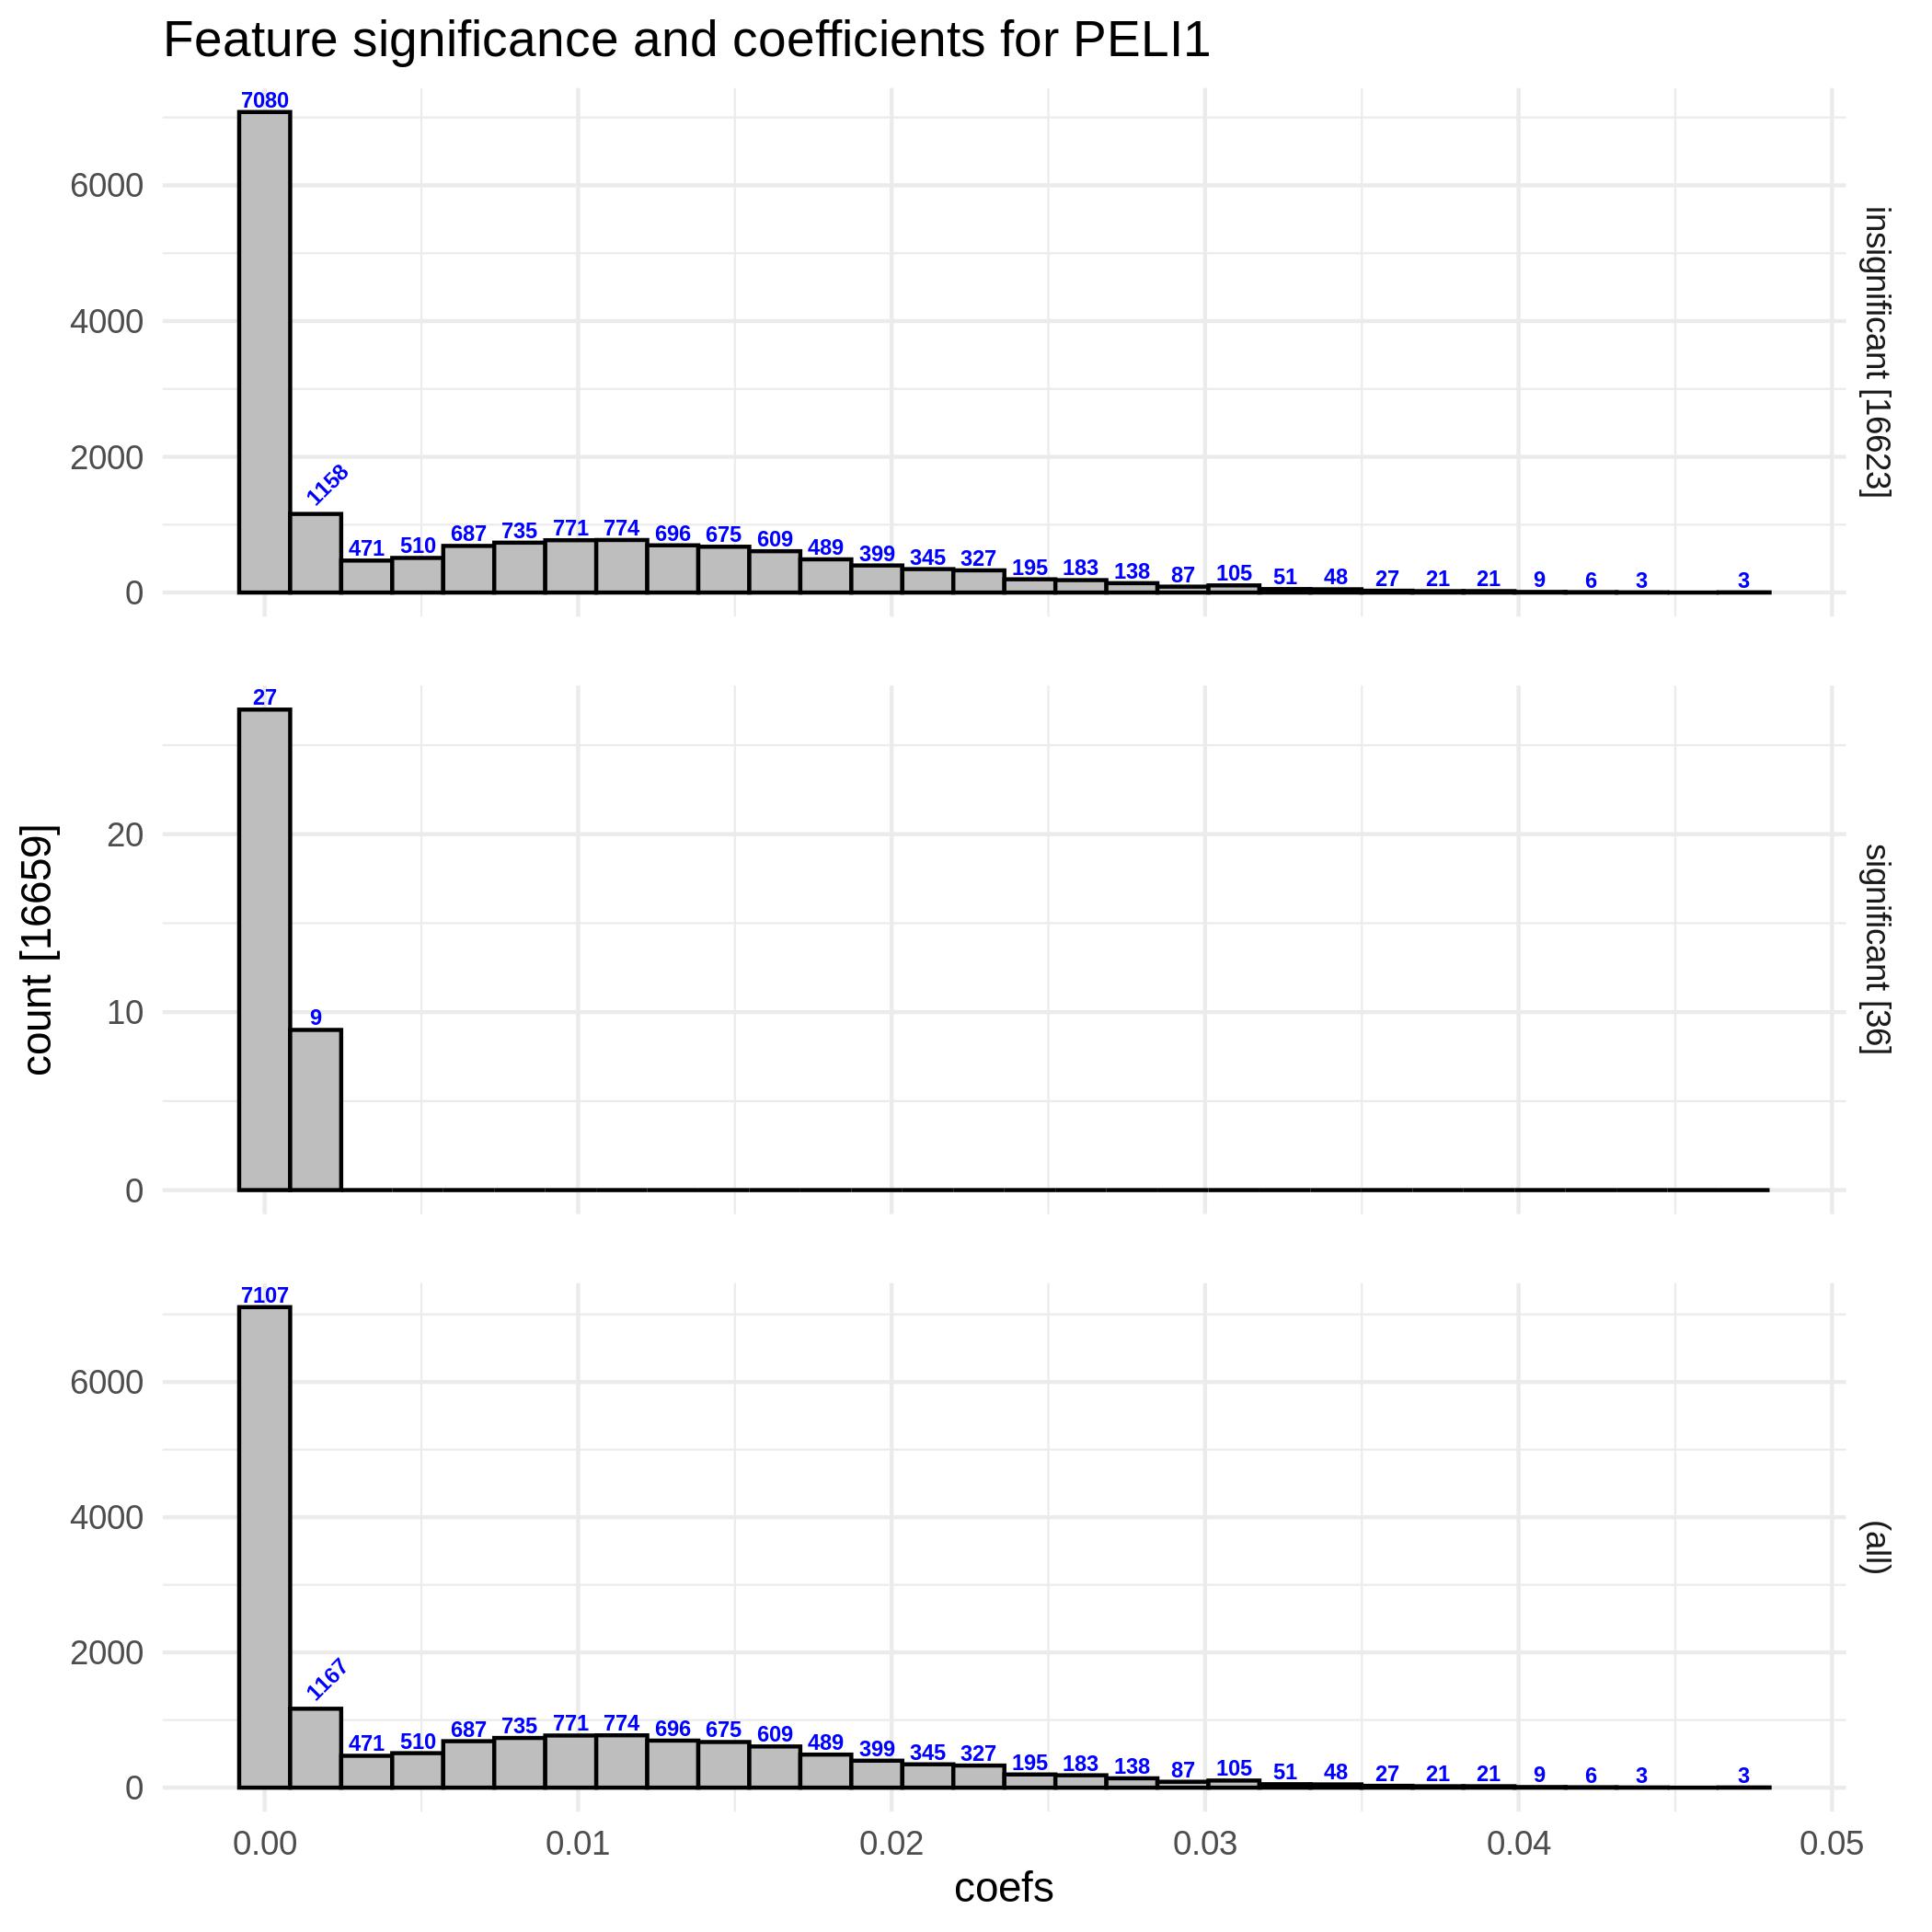 Feature significance and coefficients for PELI1
7080
6000
4000
2000
0
1158
471 510 687 735 771 774 696 675 609 489 399 345 327 195 183 138 87 105 51 48 27 21 21 9 6 3 3
insignificant [16623]
count [16659]
27
20
10
0
9
significant [36]
7107
6000
4000
2000
0
1167
471 510 687 735 771 774 696 675 609 489 399 345 327 195 183 138 87 105 51 48 27 21 21 9 6 3 3
(all)
0.00 0.01 0.02 0.03 0.04 0.05
coefs